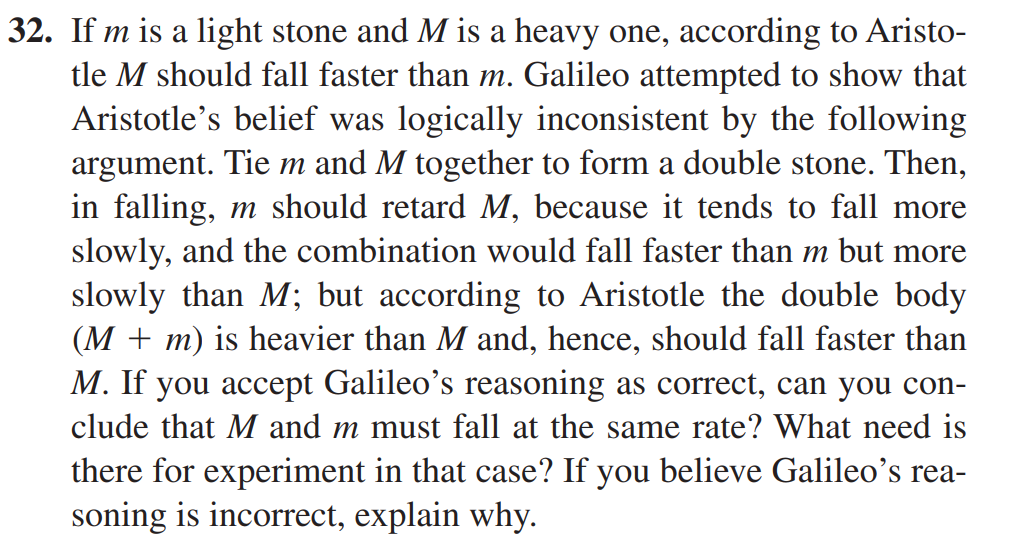 32. If m is a light stone and M is a heavy one, according to Aristo-
tle M should fall faster than m. Galileo attempted to show that
Aristotle’s belief was logically inconsistent by the following
argument. Tie m and M together to form a double stone. Then,
in falling, m should retard M, because it tends to fall more
slowly, and the combination would fall faster than m but more
slowly than M; but according to Aristotle the double body
(M + m) is heavier than M and, hence, should fall faster than
M. If you accept Galileo’s reasoning as correct, can you con-
clude that M and m must fall at the same rate? What need is
there for experiment in that case? If you believe Galileo’s rea-
soning is incorrect, explain why.